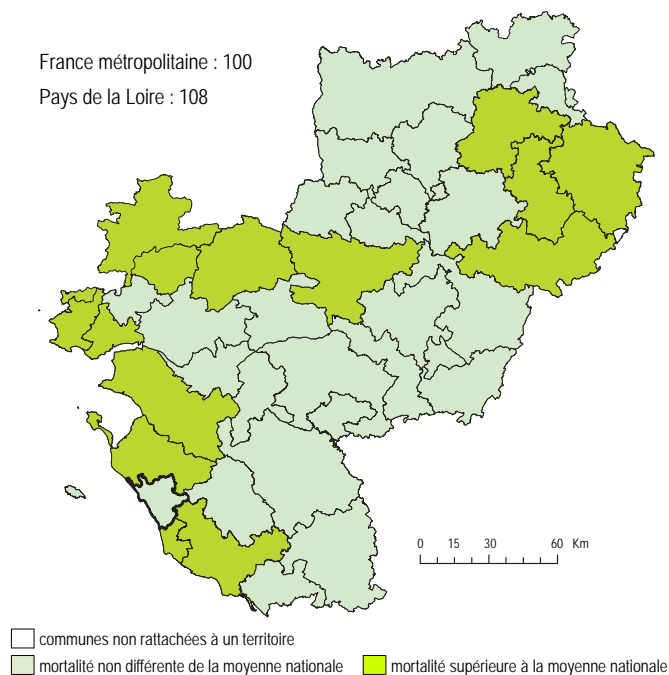 France métropolitaine : 100
Pays de la Loire : 108
0 15 30 60 Km
communes non rattachées à un territoire
mortalité non différente de la moyenne nationale mortalité supérieure à la moyenne nationale